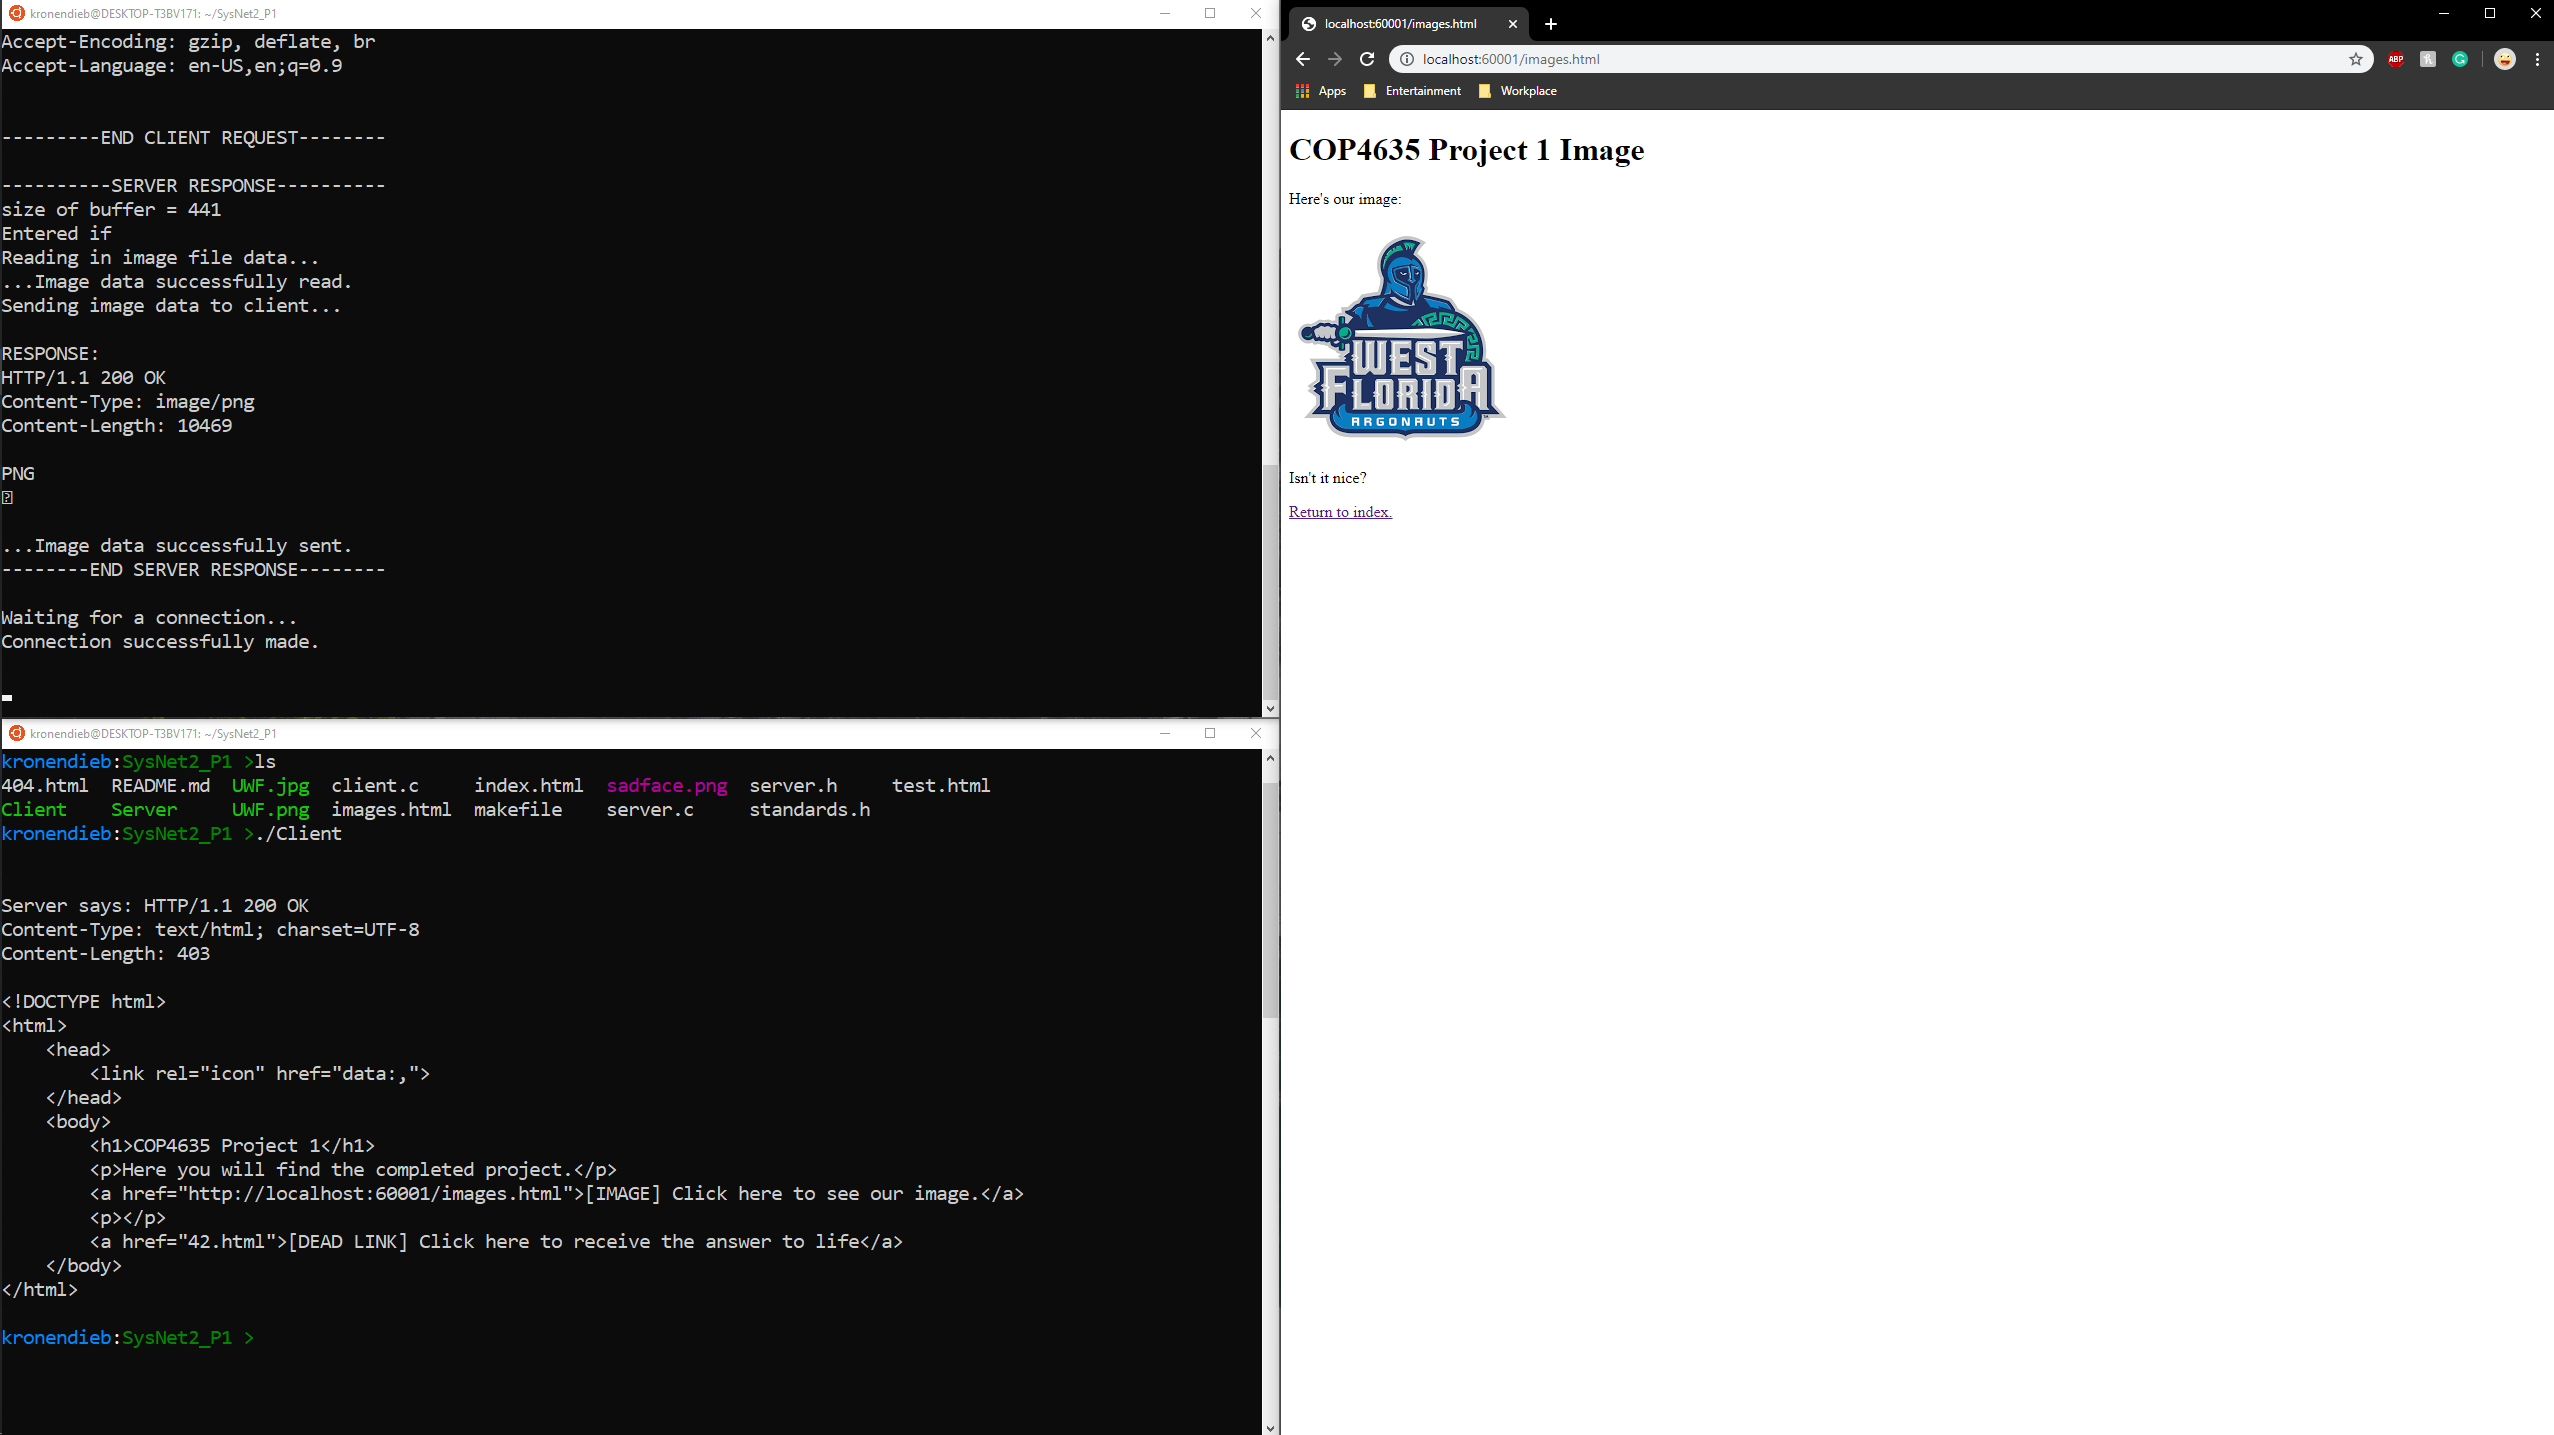 kronendieb@DESKTOP-T3BV171: ~/SysNet2_P1
Accept-Encoding: gzip, deflate, br
Accept-Language: en-US,en;q=0.9
---------END CLIENT REQUEST--------
----------SERVER RESPONSE----------
size of buffer = 441
Entered if
Reading in image file data...
...Image data successfully read.
Sending image data to client...
RESPONSE:
HTTP/1.1 200 OK
Content-Type: image/png
Content-Length: 10469
PNG
...Image data successfully sent.
--------END SERVER RESPONSE--------
Waiting for a connection...
Connection successfully made.
kronendieb@DESKTOP-T3BV171: ~/SysNet2_P1
kronendieb:SysNet2_P1 >ls
404.html README.md UWF.jpg client.c index.html sadface.png server.h test.html
Client Server UWF.png images.html makefile server.c standards.h
kronendieb:SysNet2_P1 >./Client
Server says: HTTP/1.1 200 OK
Content-Type: text/html; charset=UTF-8
Content-Length: 403
<!DOCTYPE html>
<html>
<head>
<link rel="icon" href="data:,">
</head>
<body>
<h1>COP4635 Project 1</h1>
<p>Here you will find the completed project.</p>
<a href="http://localhost:60001/images.html">[IMAGE] Click here to see our image.</a>
<p></p>
<a href="42.html">[DEAD LINK] Click here to receive the answer to life</a>
</body>
</html>
kronendieb:SysNet2_P1 >
localhost:60001/images.html
localhost:60001/images.html
ABP
Apps Entertainment Workplace
COP4635 Project 1 Image
Here's our image:
WEST
FLORIDA
ARGONAUTS
Isn't it nice?
Return to index.